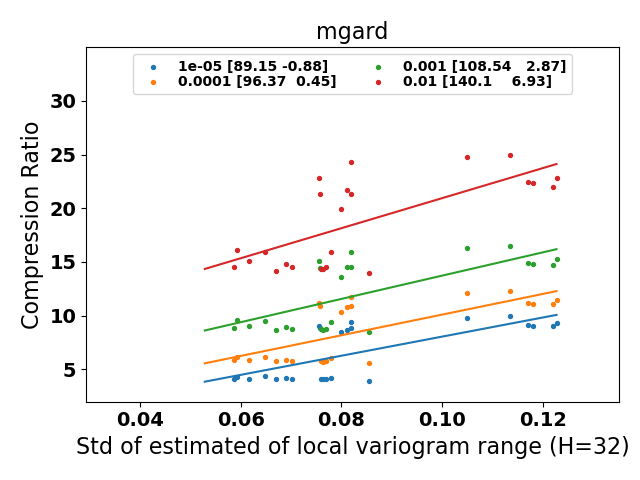 mgard
1e-05 [89.15 -0.88]
0.0001 [96.37 0.45]
0.001 [108.54 2.87]
0.01 [140.1 6.93]
Compression Ratio
30
25
20
15
10
5
0.04 0.06 0.08 0.10 0.12
Std of estimated of local variogram range (H=32)